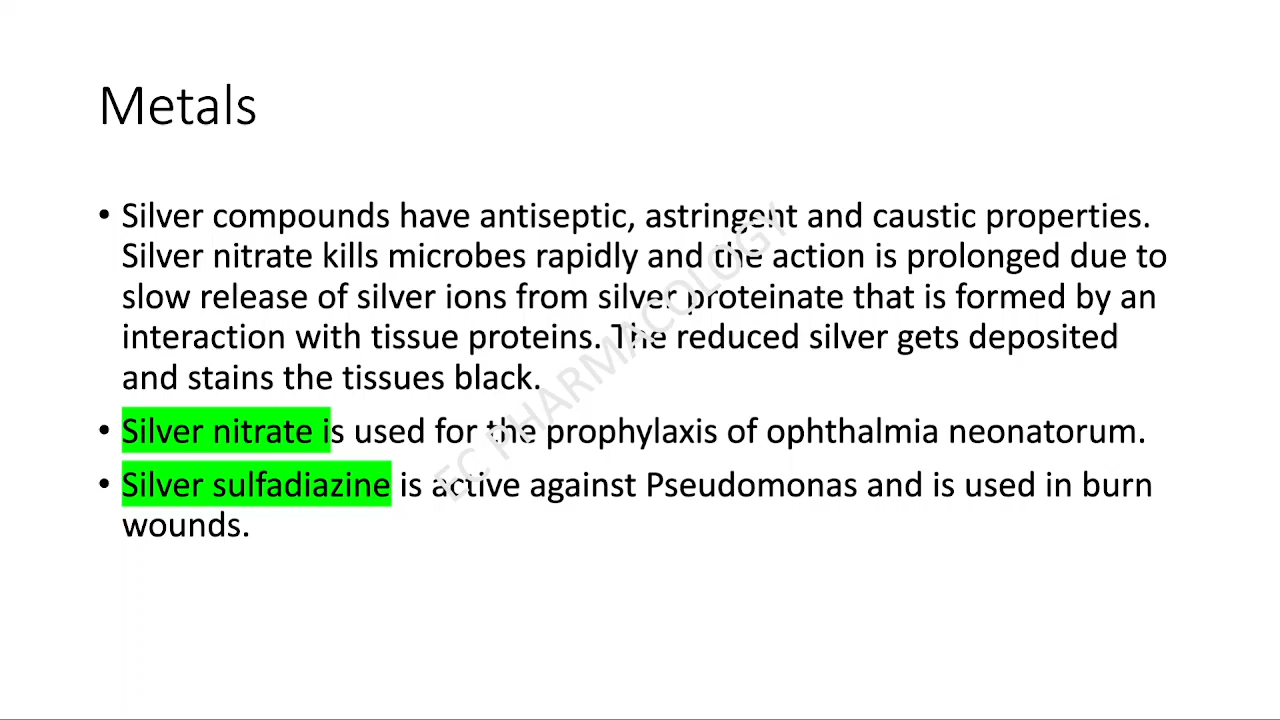 Metals
• Silver compounds have antiseptic, astringent and caustic properties.
Silver nitrate kills microbes rapidly and the action is prolonged due to
slow release of silver ions from silver proteinate that is formed by an
interaction with tissue proteins. The reduced silver gets deposited
and stains the tissues black.
• Silver nitrate is used for the prophylaxis of ophthalmia neonatorum.
• Silver sulfadiazine is active against Pseudomonas and is used in burn
wounds.
EC PHARMACOLOGY